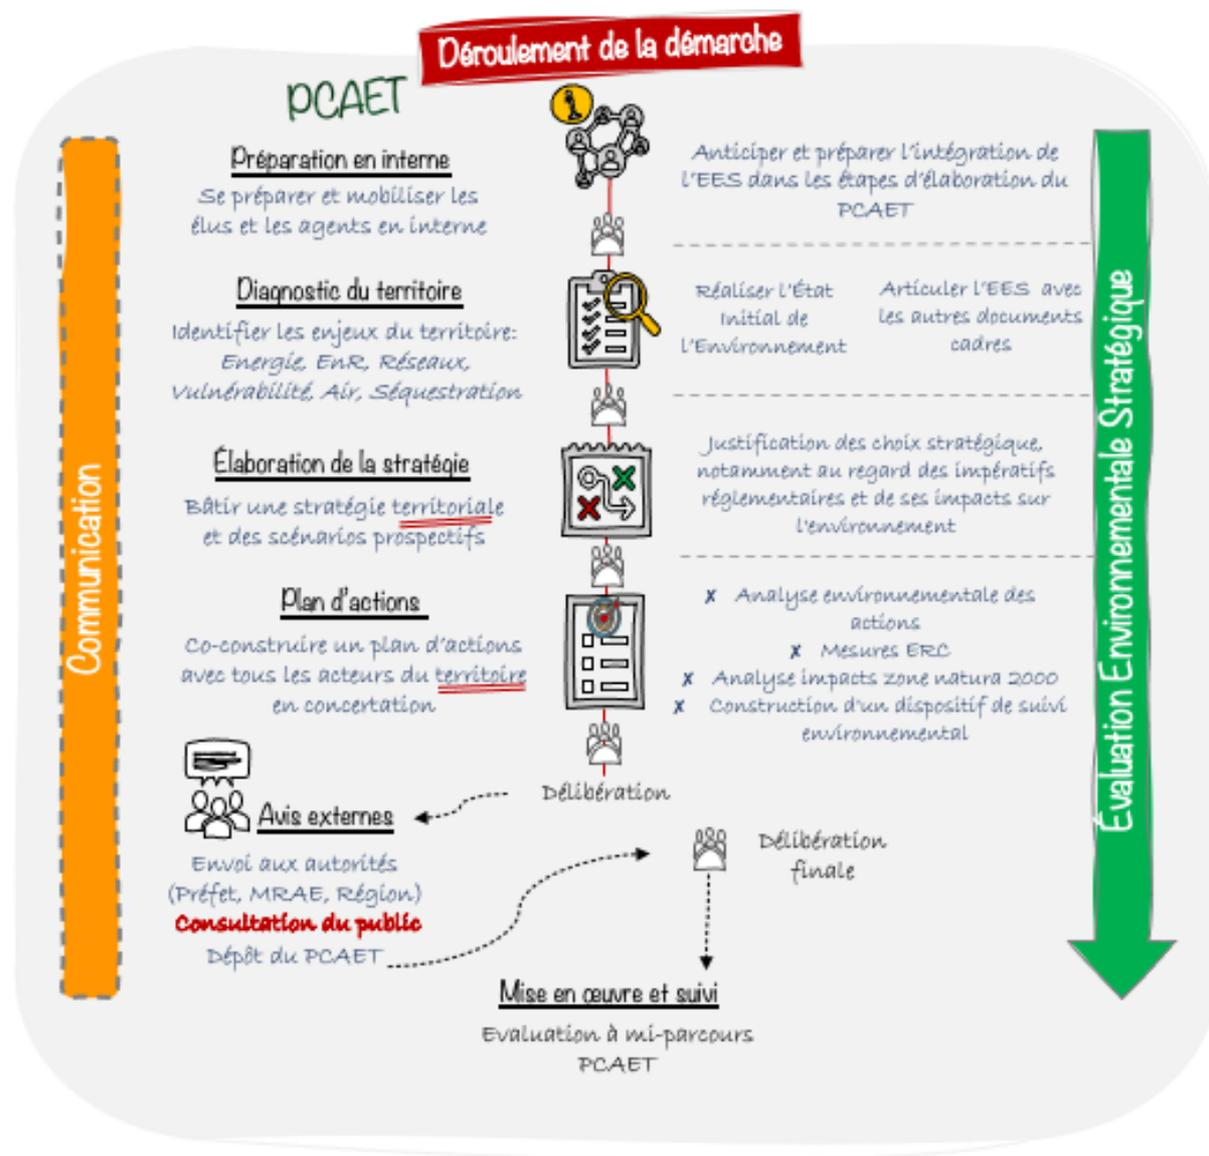 Déroulement de la démarche
PCAET
Préparation en interne
Se préparer et mobiliser les
élus et les agents en interne
Anticiper et préparer l'intégration de
l'EES dans les étapes d'élaboration du
PCAET
Diagnostic du territoire
Identifier les enjeux du territoire:
Energie, EnR, Réseaux,
Vulnérabilité, Air, Séquestration
Réaliser l'État
Initial de
l'Environnement
Articuler l'EES avec
les autres documents
cadres
Élaboration de la stratégie
Bâtir une stratégie territoriale
et des scénarios prospectifs
Justification des choix stratégique,
notamment au regard des impératifs
réglementaires et de ses impacts sur
l'environnement
Plan d'actions
Co-construire un plan d'actions
avec tous les acteurs du territoire
en concertation
✗ Analyse environnementale des
actions
✗ Mesures ERC
✗ Analyse impacts zone natura 2000
✗ Construction d'un dispositif de suivi
environnemental
Délibération
Avis externes
Envoi aux autorités
(Préfet, MRAE, Région)
Consultation du public
Dépôt du PCAET
Délibération
finale
Mise en œuvre et suivi
Evaluation à mi-parcours
PCAET
Communication
Évaluation Environnementale Stratégique